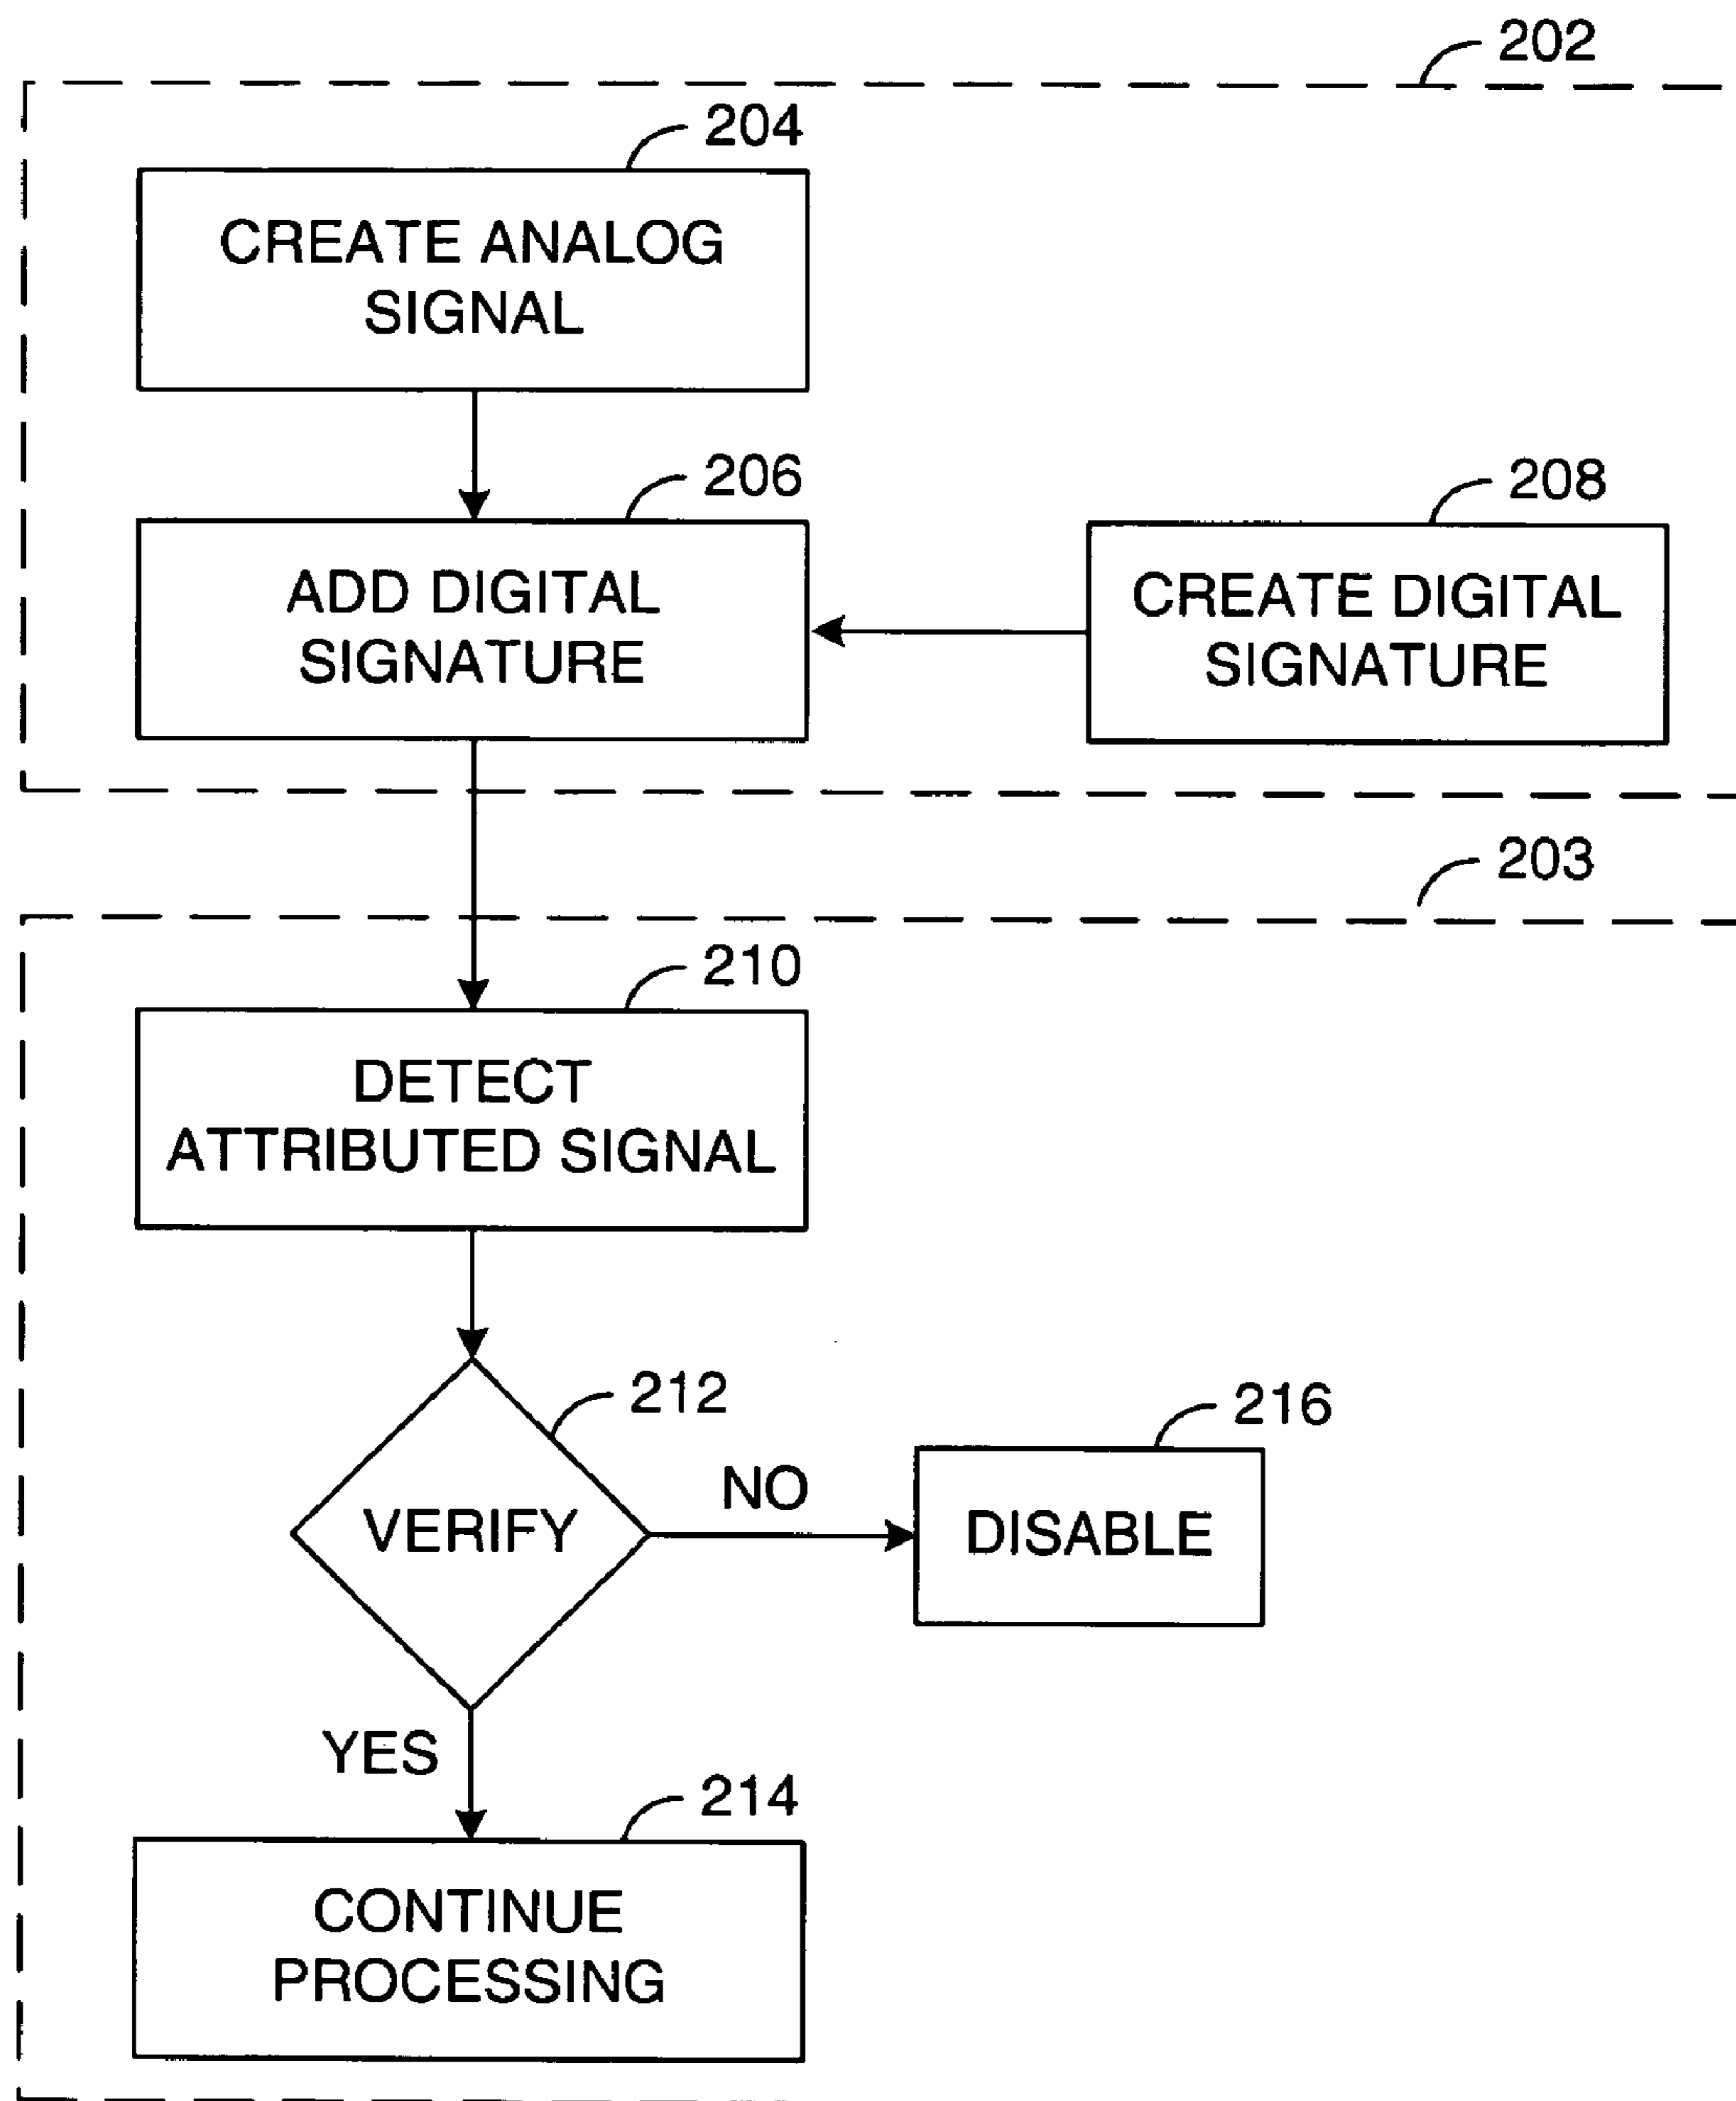 202
204
CREATE ANALOG
SIGNAL
206
ADD DIGITAL
SIGNATURE
208
CREATE DIGITAL
SIGNATURE
203
210
DETECT
ATTRIBUTED SIGNAL
212
VERIFY
NO
216
DISABLE
YES
214
CONTINUE
PROCESSING